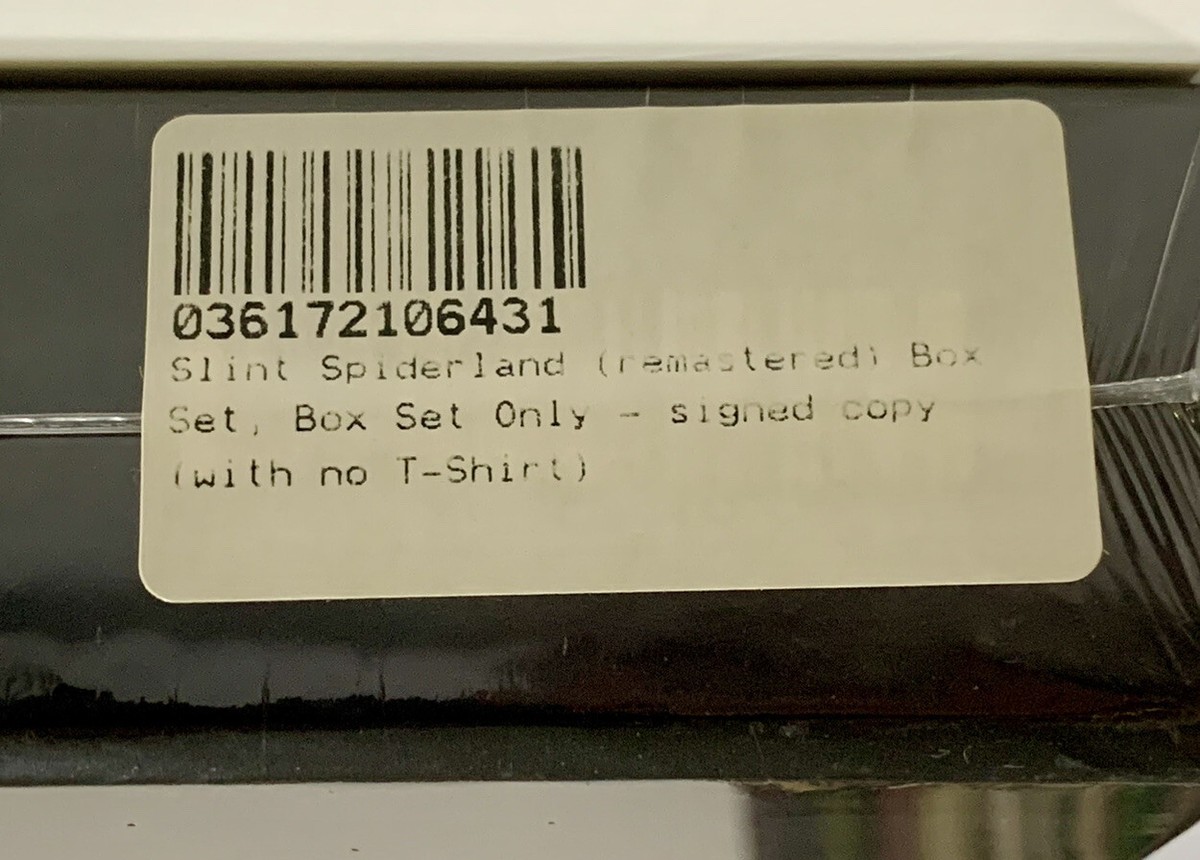 036172106431
Slint Spiderland (remastered) Box
Set, Box Set Only - signed copy
(with no T-Shirt)